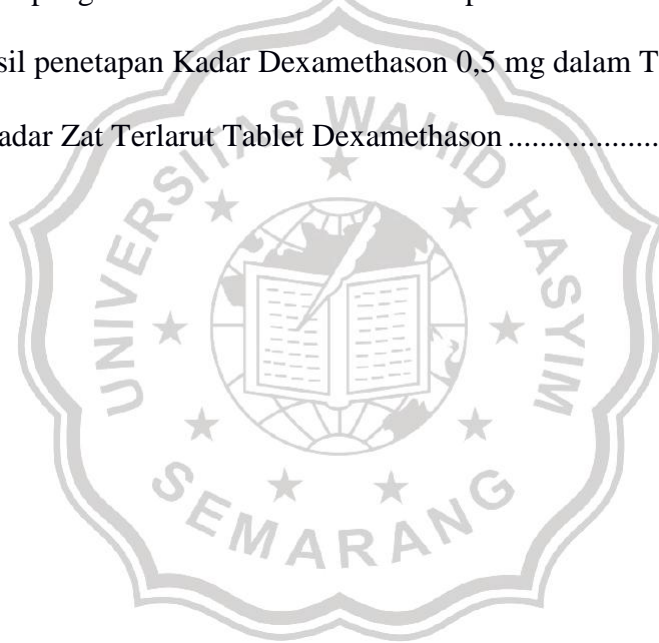 sil penetapan Kadar Dexamethason 0,5 mg dalam T
adar Zat Terlarut Tablet Dexamethason ...................
UNIVERSITAS WAHID HASYIM
SEMARANG